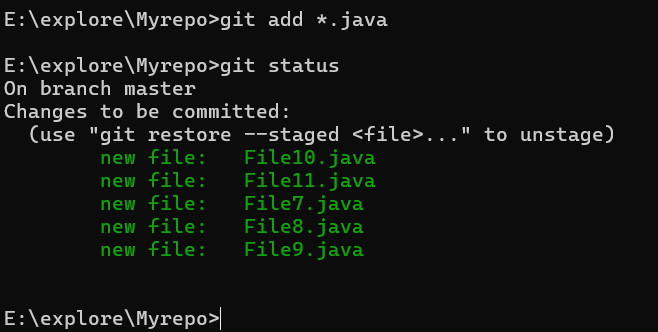 E:\explore\Myrepo>git add *.java
E:\explore\Myrepo>git status
On branch master
Changes to be committed:
  (use "git restore --staged <file>..." to unstage)
        new file:   File10.java
        new file:   File11.java
        new file:   File7.java
        new file:   File8.java
        new file:   File9.java
E:\explore\Myrepo>